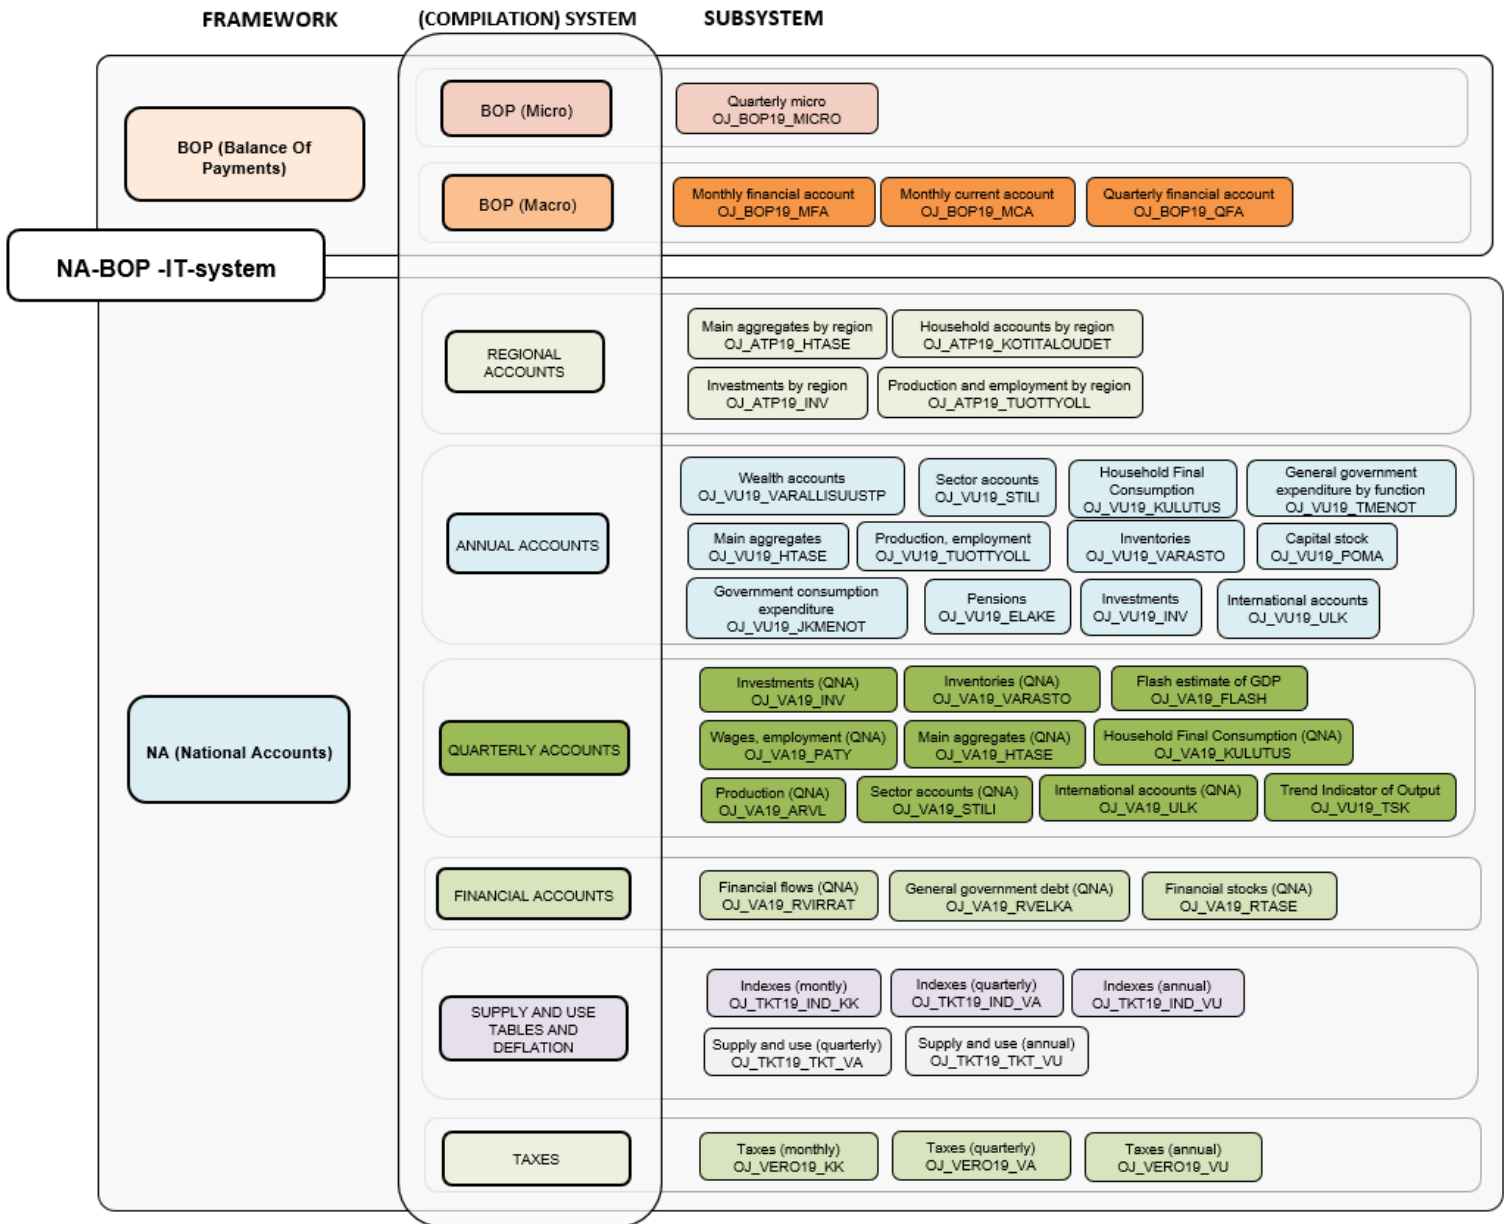 FRAMEWORK
(COMPILATION) SYSTEM
SUBSYSTEM
BOP (Balance Of
Payments)
BOP (Micro)
Quarterly micro
OJ_BOP19_MICRO
BOP (Macro)
Monthly financial account
OJ_BOP19_MFA
Monthly current account
OJ_BOP19_MCA
Quarterly financial account
OJ_BOP19_QFA
NA-BOP -IT-system
NA (National Accounts)
REGIONAL
ACCOUNTS
Main aggregates by region
OJ_ATP19_HTASE
Household accounts by region
OJ_ATP19_KOTITALOUDET
Investments by region
OJ_ATP19_INV
Production and employment by region
OJ_ATP19_TUOTTYOLL
ANNUAL ACCOUNTS
Wealth accounts
OJ_VU19_VARALLISUUSTP
Sector accounts
OJ_VU19_STILI
Household Final
Consumption
OJ_VU19_KULUTUS
General government
expenditure by function
OJ_VU19_TMENOT
Main aggregates
OJ_VU19_HTASE
Production, employment
OJ_VU19_TUOTTYOLL
Inventories
OJ_VU19_VARASTO
Capital stock
OJ_VU19_POMA
Government consumption
expenditure
OJ_VU19_JKMENOT
Pensions
OJ_VU19_ELAKE
Investments
OJ_VU19_INV
International accounts
OJ_VU19_ULK
QUARTERLY ACCOUNTS
Investments (QNA)
OJ_VA19_INV
Inventories (QNA)
OJ_VA19_VARASTO
Flash estimate of GDP
OJ_VA19_FLASH
Wages, employment (QNA)
OJ_VA19_PATY
Main aggregates (QNA)
OJ_VA19_HTASE
Household Final Consumption (QNA)
OJ_VA19_KULUTUS
Production (QNA)
OJ_VA19_ARVL
Sector accounts (QNA)
OJ_VA19_STILI
International accounts (QNA)
OJ_VA19_ULK
Trend Indicator of Output
OJ_VU19_TSK
FINANCIAL ACCOUNTS
Financial flows (QNA)
OJ_VA19_RVIRRAT
General government debt (QNA)
OJ_VA19_RVELKA
Financial stocks (QNA)
OJ_VA19_RTASE
SUPPLY AND USE
TABLES AND
DEFLATION
Indexes (montly)
OJ_TKT19_IND_KK
Indexes (quarterly)
OJ_TKT19_IND_VA
Indexes (annual)
OJ_TKT19_IND_VU
Supply and use (quarterly)
OJ_TKT19_TKT_VA
Supply and use (annual)
OJ_TKT19_TKT_VU
TAXES
Taxes (monthly)
OJ_VERO19_KK
Taxes (quarterly)
OJ_VERO19_VA
Taxes (annual)
OJ_VERO19_VU